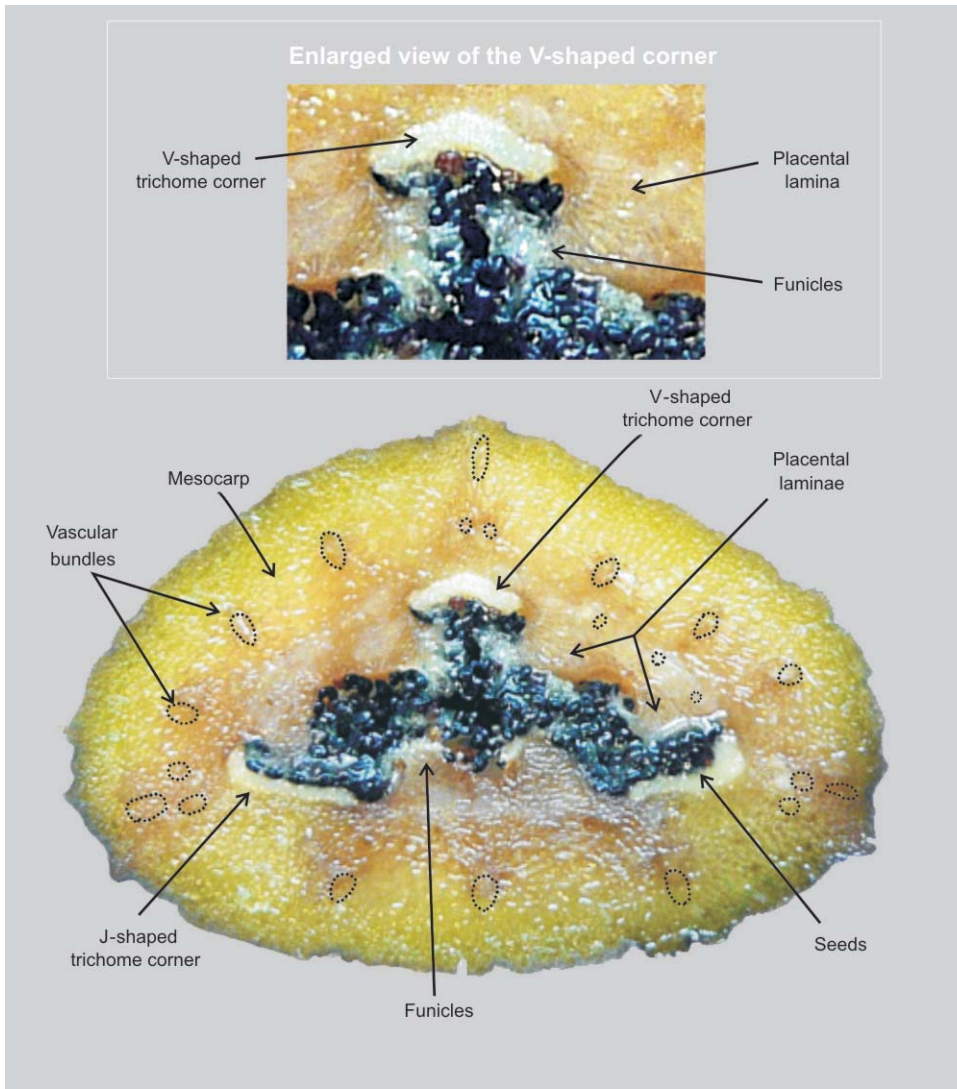 Enlarged view of the V-shaped corner
V-shaped
trichome corner
Placental
lamina
Funicles
V-shaped
trichome corner
Placental
laminae
Mesocarp
Vascular
bundles
J-shaped
trichome corner
Funicles
Seeds